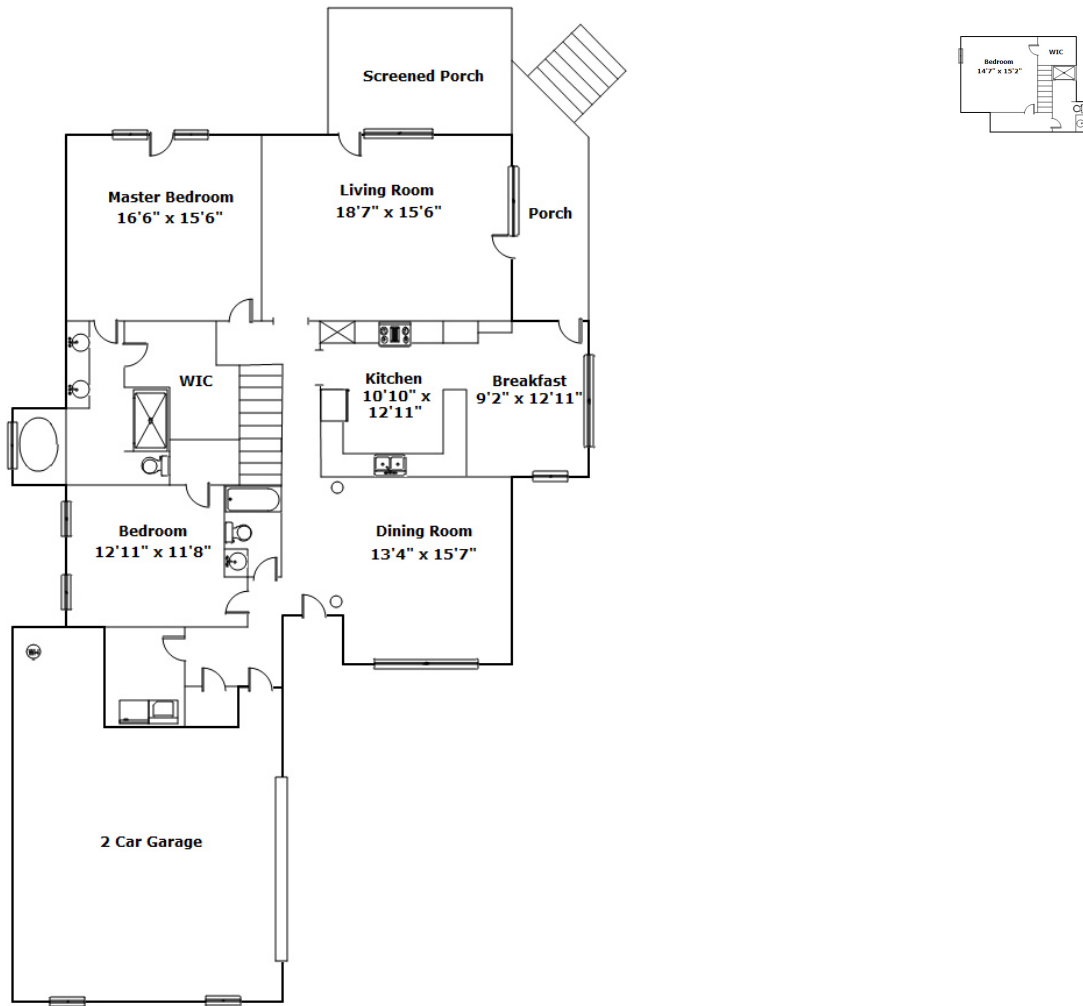 Screened Porch
Bedroom
14'7" x 15'2"
WIC
Master Bedroom
16'6" x 15'6"
Living Room
18'7" x 15'6"
Porch
WIC
Kitchen
10'10" x
12'11"
Breakfast
9'2" x 12'11"
Bedroom
12'11" x 11'8"
Dining Room
13'4" x 15'7"
WH
2 Car Garage